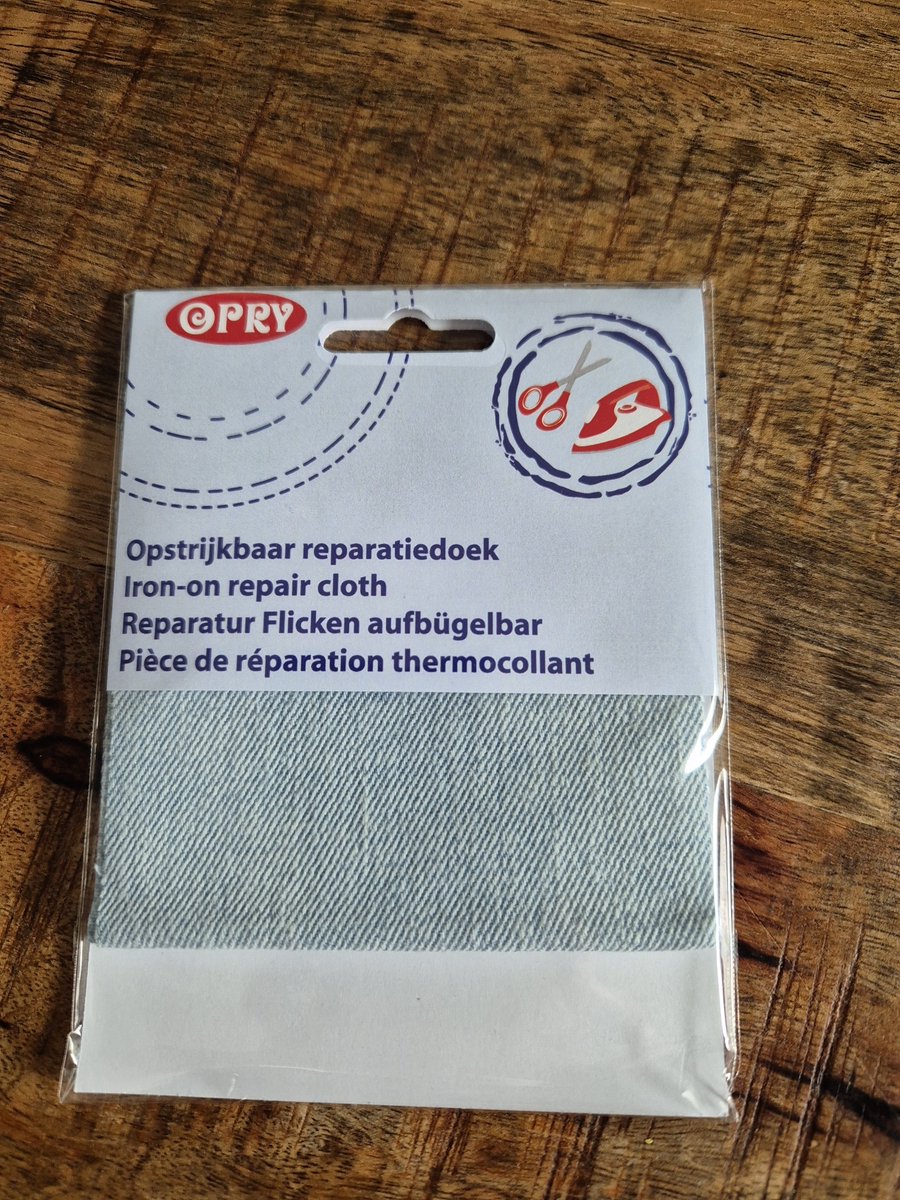 OPRY
Opstrijkbaar reparatiedoek
Iron-on repair cloth
Reparatur Flicken aufbügelbar
Pièce de réparation thermocollant